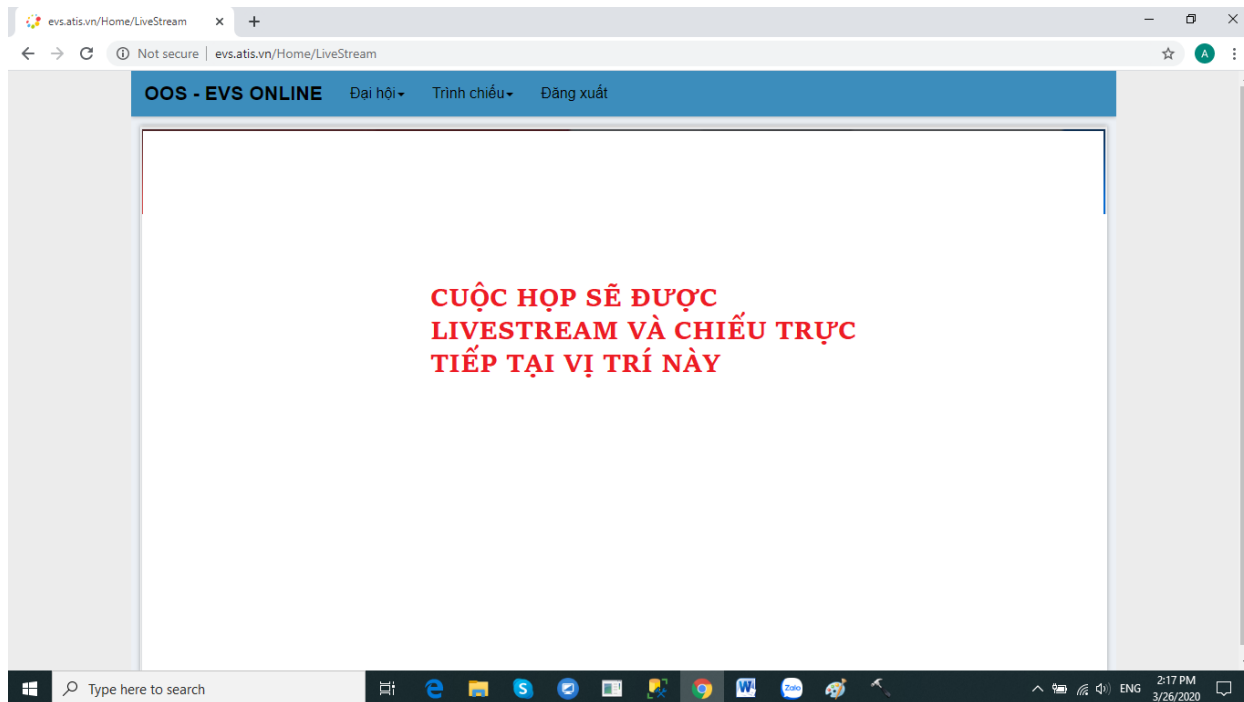 evs.atis.vn/Home/LiveStream
Not secure | evs.atis.vn/Home/LiveStream
A
OOS - EVS ONLINE Đại hội Trình chiếu Đăng xuất
CUỘC HỌP SẼ ĐƯỢC
LIVESTREAM VÀ CHIẾU TRỰC
TIẾP TẠI VỊ TRÍ NÀY
Type here to search
Zalo
ENG
2:17 PM
3/26/2020